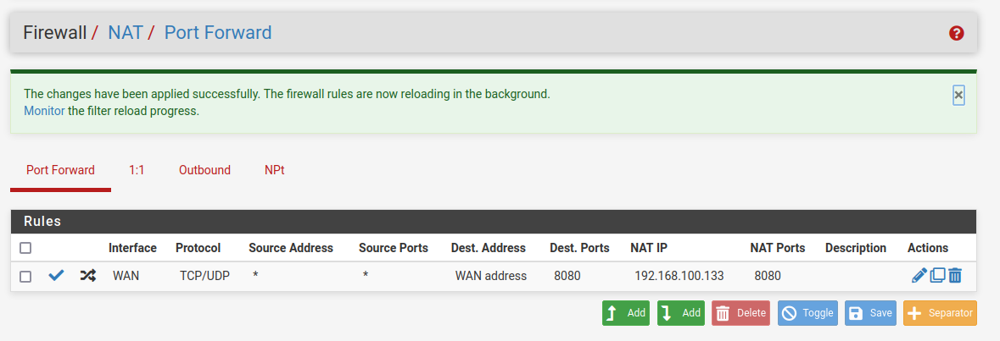 Firewall / NAT / Port Forward
The changes have been applied successfully. The firewall rules are now reloading in the background.
Monitor the filter reload progress.
Port Forward 1:1 Outbound NPt
Rules
Interface Protocol Source Address Source Ports Dest. Address Dest. Ports NAT IP NAT Ports Description Actions
WAN TCP/UDP * * WAN address 8080 192.168.100.133 8080
Add Add Delete Toggle Save Separator